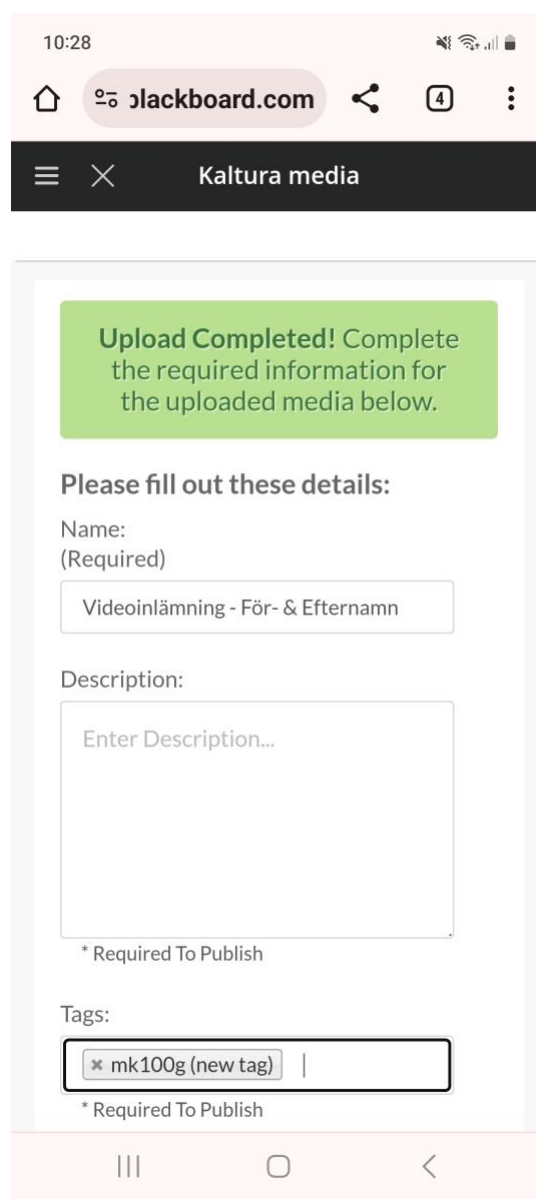 10:28
blackboard.com
4
Kaltura media
Upload Completed! Complete
the required information for
the uploaded media below.
Please fill out these details:
Name:
(Required)
Videoinlämning - För- & Efternamn
Description:
Enter Description...
* Required To Publish
Tags:
mk100g (new tag)
* Required To Publish